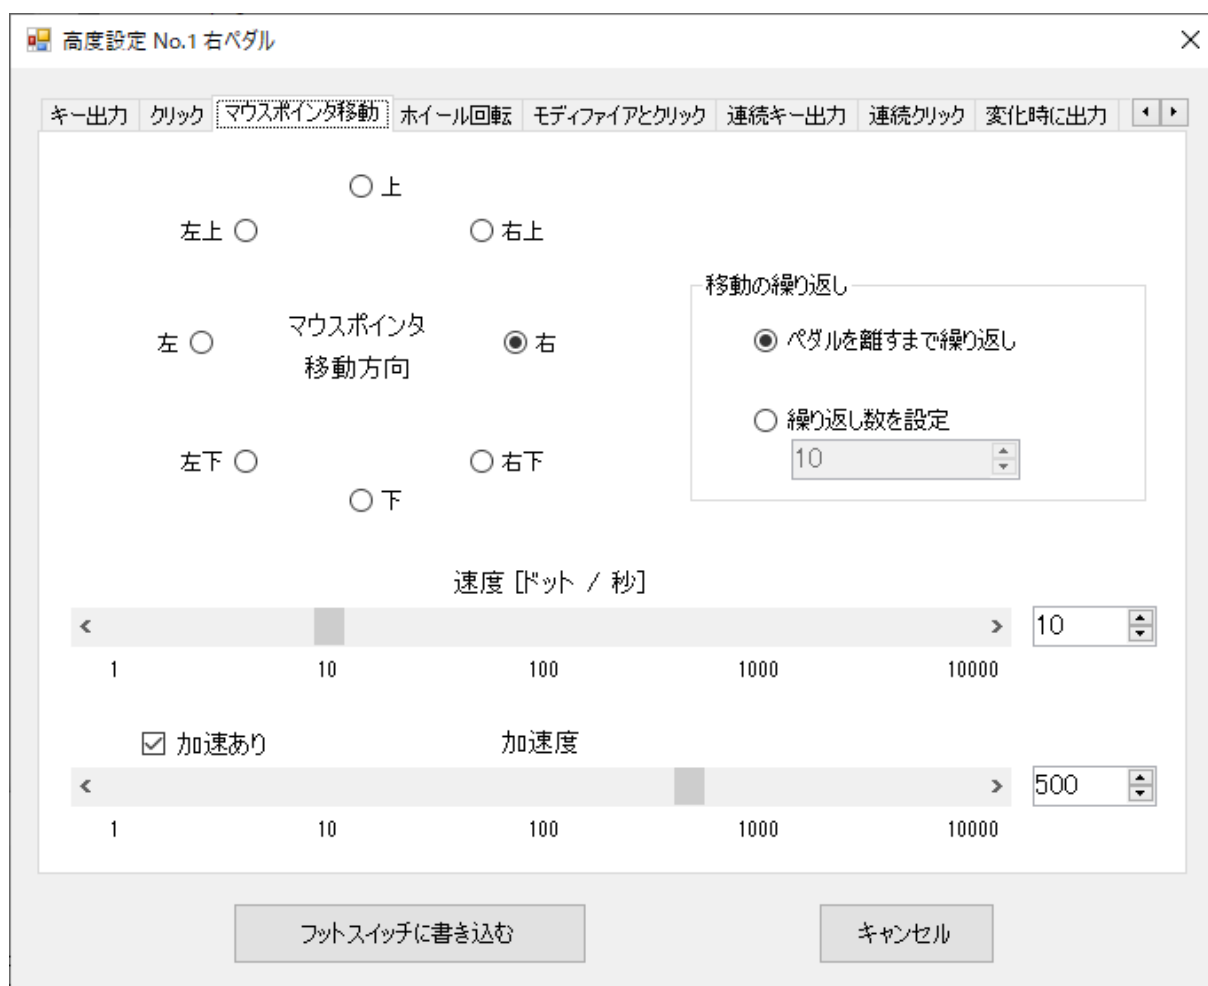 高度設定 No.1 右ペダル
キー出力 クリック マウスポインタ移動 ホイール回転 モディファイアとクリック 連続キー出力 連続クリック 変化時に出力
上
左上 右上
移動の繰り返し
左 マウスポインタ 移動方向 右
ペダルを離すまで繰り返し
繰り返し数を設定
10
左下 右下
下
速度 [ドット / 秒]
10
1 10 100 1000 10000
加速あり 加速度
500
1 10 100 1000 10000
フットスイッチに書き込む キャンセル